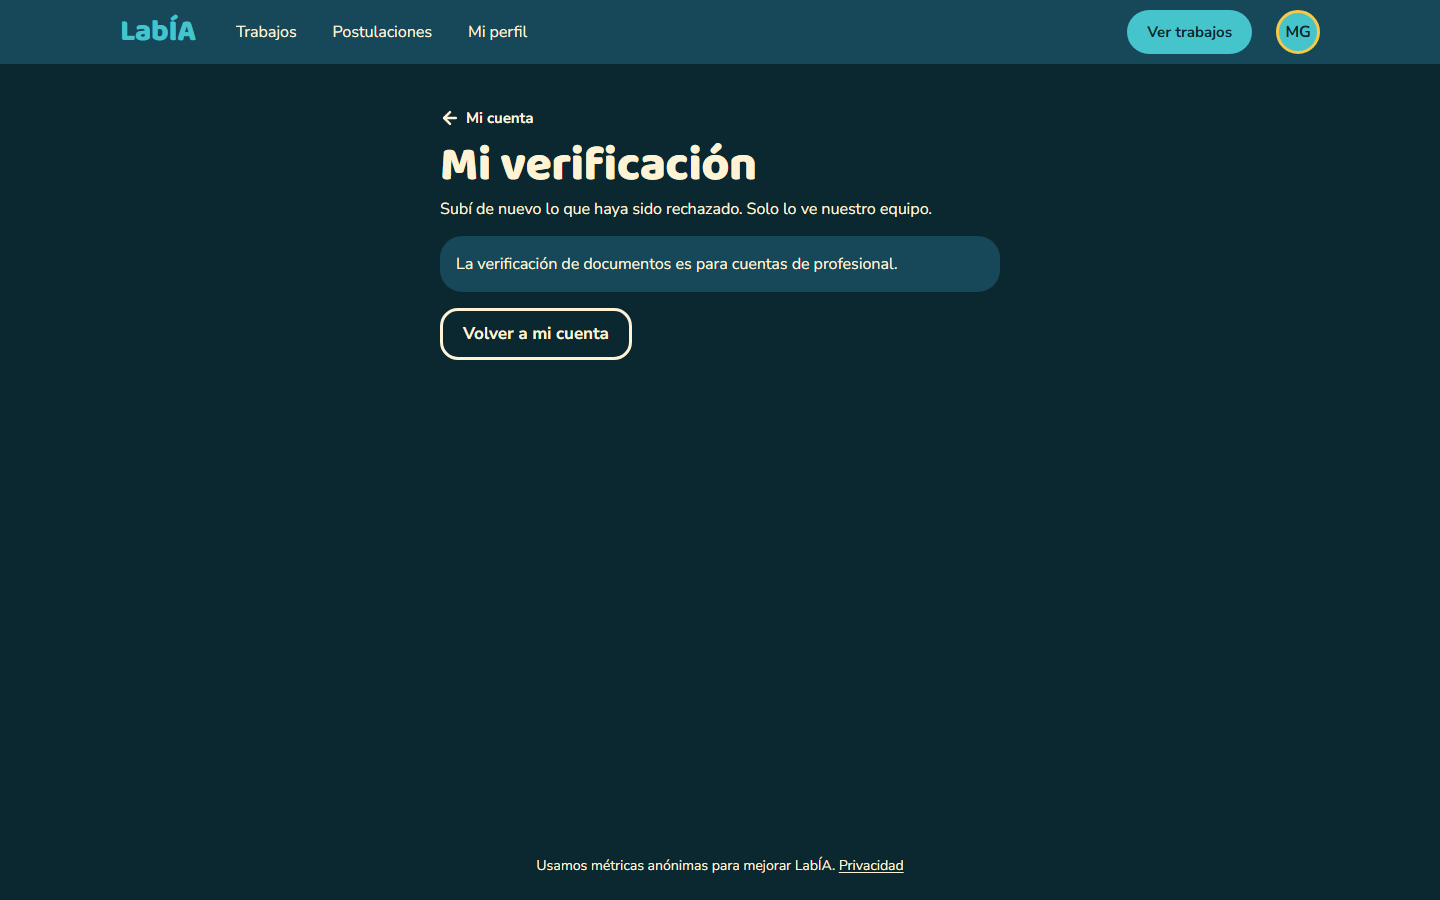 LabÍA
Trabajos
Postulaciones
Mi perfil
Ver trabajos
MG
Mi cuenta
Mi verificación
Subí de nuevo lo que haya sido rechazado. Solo lo ve nuestro equipo.
La verificación de documentos es para cuentas de profesional.
Volver a mi cuenta
Usamos métricas anónimas para mejorar LabÍA. Privacidad